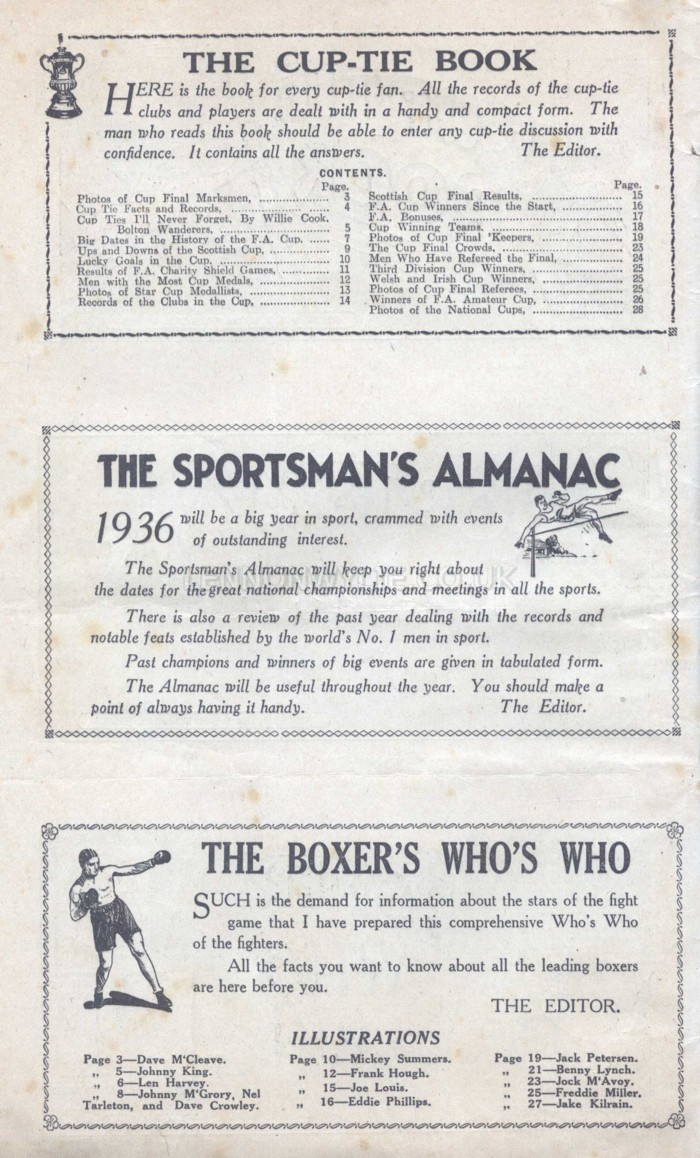 THE CUP-TIE BOOK
HERE is the book for every cup-tie fan. All the records of the cup-tie
clubs and players are dealt with in a handy and compact form. The
man who reads this book should be able to enter any cup-tie discussion with
confidence. It contains all the answers. The Editor.
CONTENTS.
Page.
Photos of Cup Final Marksmen, .................. 3
Cup Tie Facts and Records, .................. 4
Cup Ties I'll Never Forget, By Willie Cook,
Bolton Wanderers, .................. 5
Big Dates in the History of the F.A. Cup, ...... 7
Ups and Downs of the Scottish Cup, .................. 9
Lucky Goals in the Cup, .................. 10
Results of F.A. Charity Shield Games, .................. 11
Men with the Most Cup Medals, .................. 12
Photos of Star Cup Medallists, .................. 13
Records of the Clubs in the Cup, .................. 14
Page.
Scottish Cup Final Results, .................. 15
F.A. Cup Winners Since the Start, .................. 16
F.A. Bonuses, .................. 17
Cup Winning Teams, .................. 18
Photos of Cup Final 'Keepers, .................. 19
The Cup Final Crowds, .................. 23
Men Who Have Refereed the Final, .................. 24
Third Division Cup Winners, .................. 25
Welsh and Irish Cup Winners, .................. 25
Photos of Cup Final Referees, .................. 25
Winners of F.A. Amateur Cup, .................. 26
Photos of the National Cups, .................. 28
THE SPORTSMAN'S ALMANAC
1936 will be a big year in sport, crammed with events
of outstanding interest.
The Sportsman's Almanac will keep you right about
the dates for the great national championships and meetings in all the sports.
There is also a review of the past year dealing with the records and
notable feats established by the world's No. 1 men in sport.
Past champions and winners of big events are given in tabulated form.
The Almanac will be useful throughout the year. You should make a
point of always having it handy. The Editor.
THE BOXER'S WHO'S WHO
SUCH is the demand for information about the stars of the fight
game that I have prepared this comprehensive Who's Who
of the fighters.
All the facts you want to know about all the leading boxers
are here before you.
THE EDITOR.
ILLUSTRATIONS
Page 3—Dave M'Cleave.
„ 5—Johnny King.
„ 6—Len Harvey.
„ 8—Johnny M'Grory, Nel
Tarleton, and Dave Crowley.
Page 10—Mickey Summers.
„ 12—Frank Hough.
„ 15—Joe Louis.
„ 16—Eddie Phillips.
Page 19—Jack Petersen.
„ 21—Benny Lynch.
„ 23—Jock M'Avoy.
„ 25—Freddie Miller.
„ 27—Jake Kilrain.